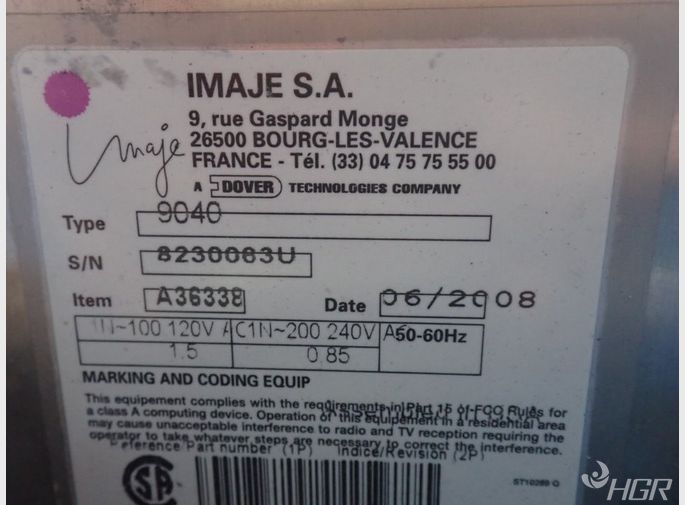 IMAJE S.A.
9, rue Gaspard Monge
26500 BOURG-LES-VALENCE
FRANCE - Tél. (33) 04 75 75 55 00
Imaje
A DOVER TECHNOLOGIES COMPANY
Type 9040
S/N 8230083U
Item A36338 Date 06/2008
1N~100 120V AC 1N~200 240V AC 50-60Hz
1.5 0.85
MARKING AND CODING EQUIP
This equipement complies with the requirements in Part 15 of FCC Rules for
a class A computing device. Operation of this equipement in a residential area
may cause unacceptable interference to radio and TV reception requiring the
operator to take whatever steps are necessary to correct the interference.
Reference/Part number (1P) Indice/Revision (2P)
ST10289
HGR